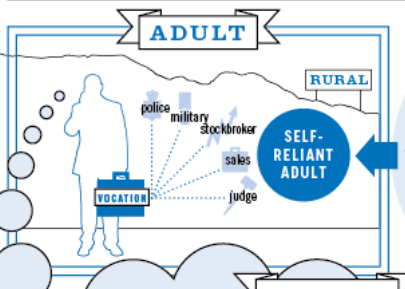 ADULT
RURAL
police
military
stockbroker
SELF-
RELIANT
ADULT
sales
VOCATION
judge